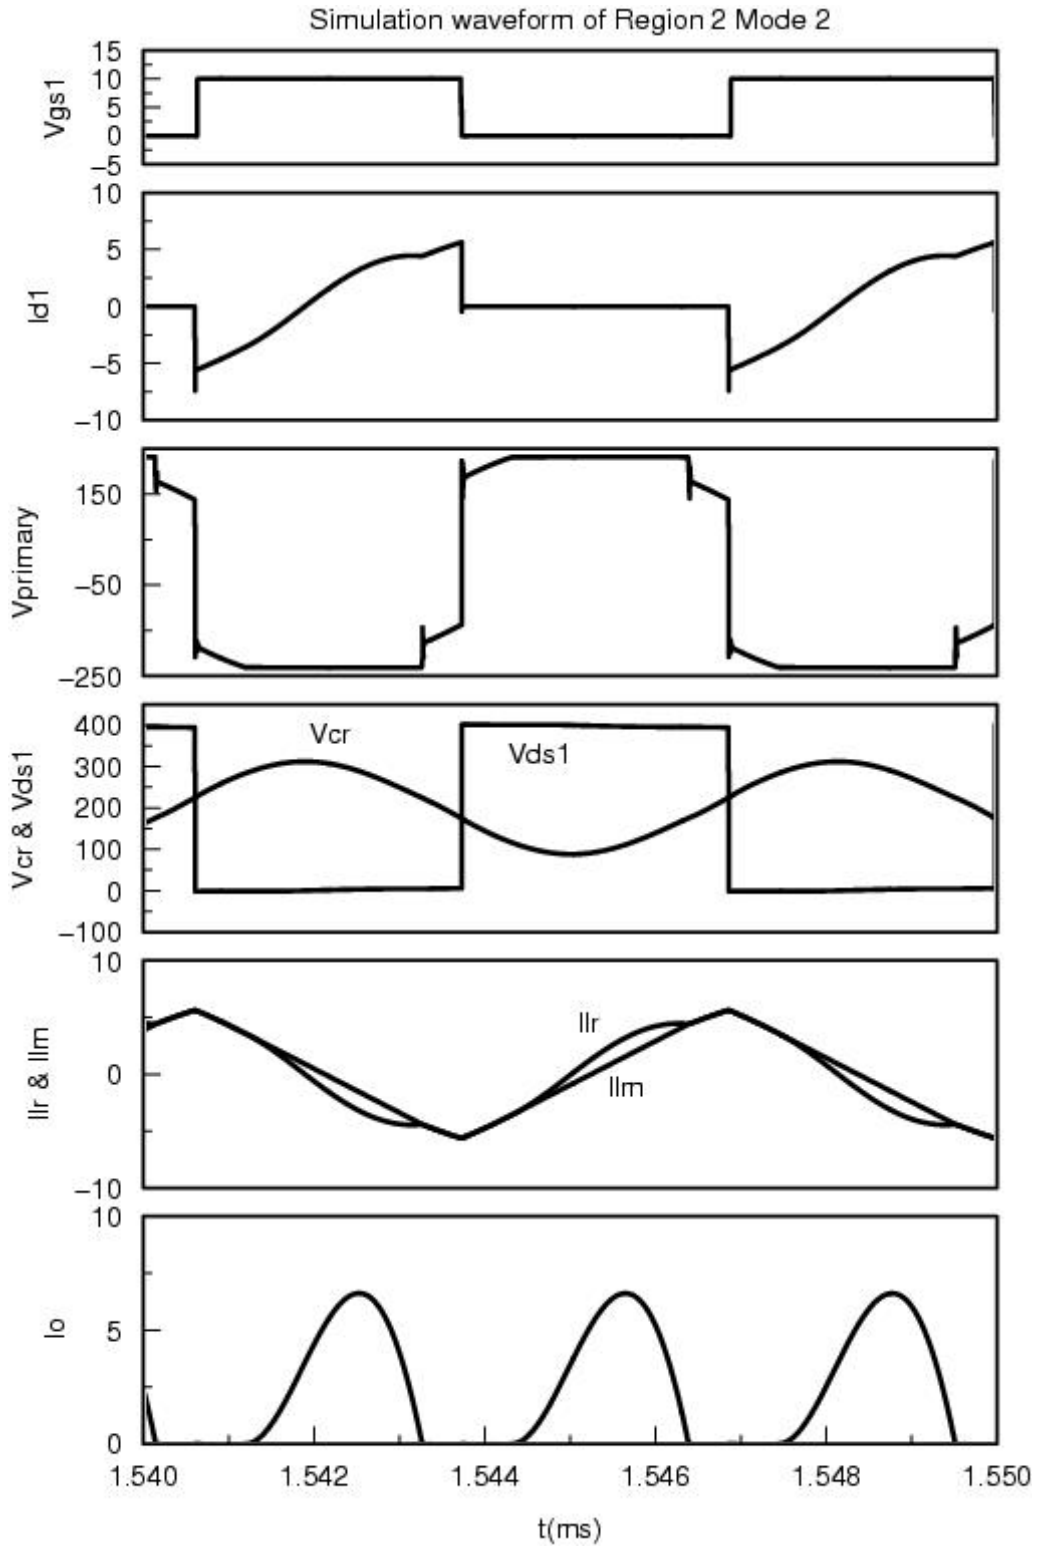 Simulation waveform of Region 2 Mode 2
Vgs1
15
10
5
0
−5
Id1
10
5
0
−5
−10
Vprimary
150
−50
−250
Vcr & Vds1
400
300
200
100
0
−100
Vcr
Vds1
Ilr & Ilm
10
0
−10
Ilr
Ilm
Io
10
5
0
1.540 1.542 1.544 1.546 1.548 1.550
t(ms)